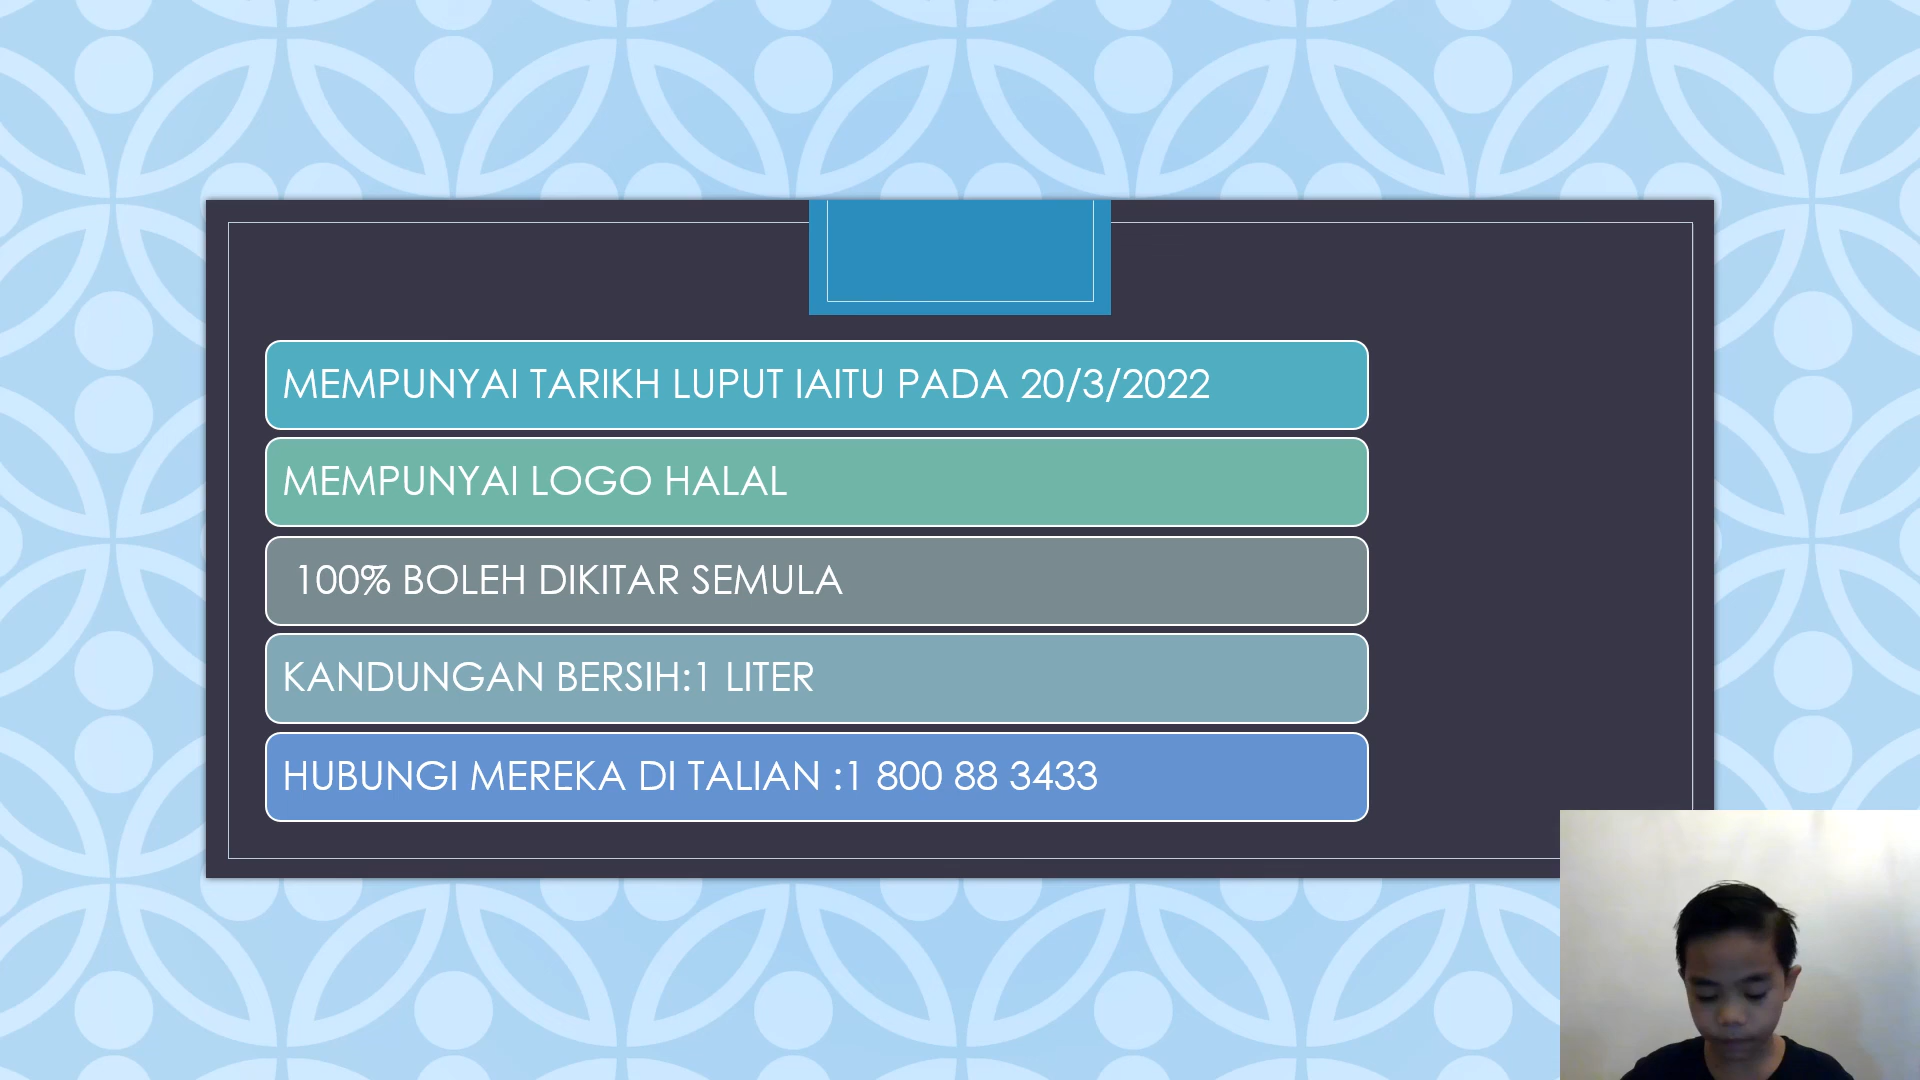 MEMPUNYAI TARIKH LUPUT IAITU PADA 20/3/2022
MEMPUNYAI LOGO HALAL
100% BOLEH DIKITAR SEMULA
KANDUNGAN BERSIH:1 LITER
HUBUNGI MEREKA DI TALIAN :1 800 88 3433